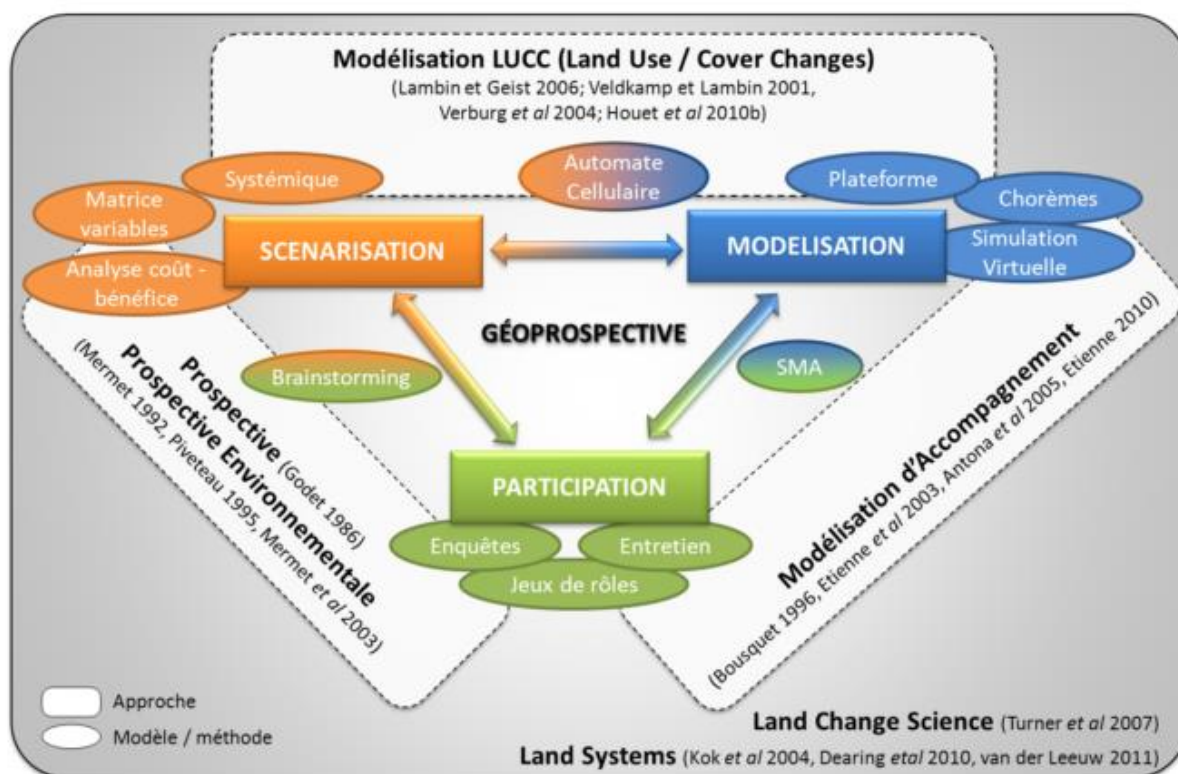 Modélisation LUCC (Land Use / Cover Changes)
(Lambin et Geist 2006; Veldkamp et Lambin 2001,
Verburg et al 2004; Houet et al 2010b)
Systémique
Automate
Cellulaire
Plateforme
Chorèmes
Matrice
variables
SCENARISATION
MODELISATION
Simulation
Virtuelle
Analyse coût -
bénéfice
GÉOPROSPECTIVE
Brainstorming
SMA
Prospective (Godet 1986)
Prospective Environnementale
(Mermet 1992, Piveteau 1995, Mermet et al 2003)
Modélisation d'Accompagnement
(Bousquet 1996, Etienne et al 2003, Antona et al 2005, Etienne 2010)
PARTICIPATION
Enquêtes
Entretien
Jeux de rôles
Approche
Modèle / méthode
Land Change Science (Turner et al 2007)
Land Systems (Kok et al 2004, Dearing etal 2010, van der Leeuw 2011)